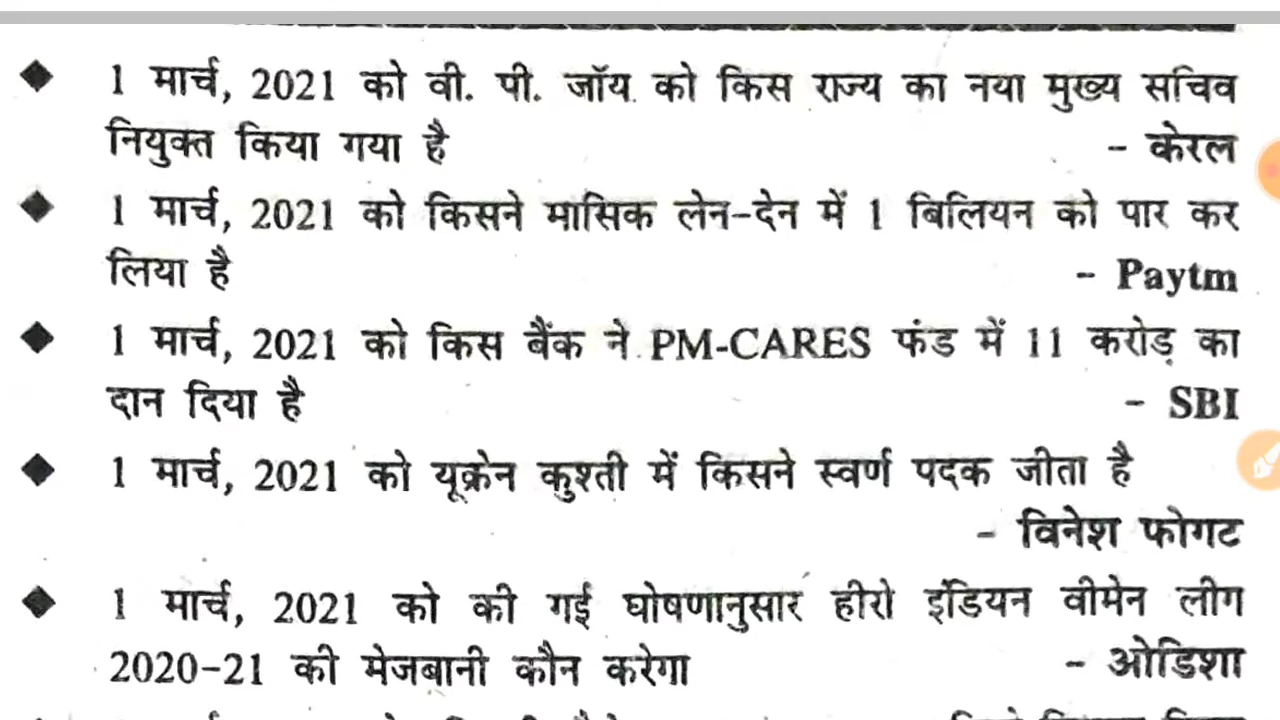 1 मार्च, 2021 को वी. पी. जॉय को किस राज्य का नया मुख्य सचिव
नियुक्त किया गया है - केरल
1 मार्च, 2021 को किसने मासिक लेन-देन में 1 बिलियन को पार कर
लिया है - Paytm
1 मार्च, 2021 को किस बैंक ने PM-CARES फंड में 11 करोड़ का
दान दिया है - SBI
1 मार्च, 2021 को यूक्रेन कुश्ती में किसने स्वर्ण पदक जीता है
- विनेश फोगट
1 मार्च, 2021 को की गई घोषणानुसार हीरो इंडियन वीमेन लीग
2020-21 की मेजबानी कौन करेगा - ओडिशा